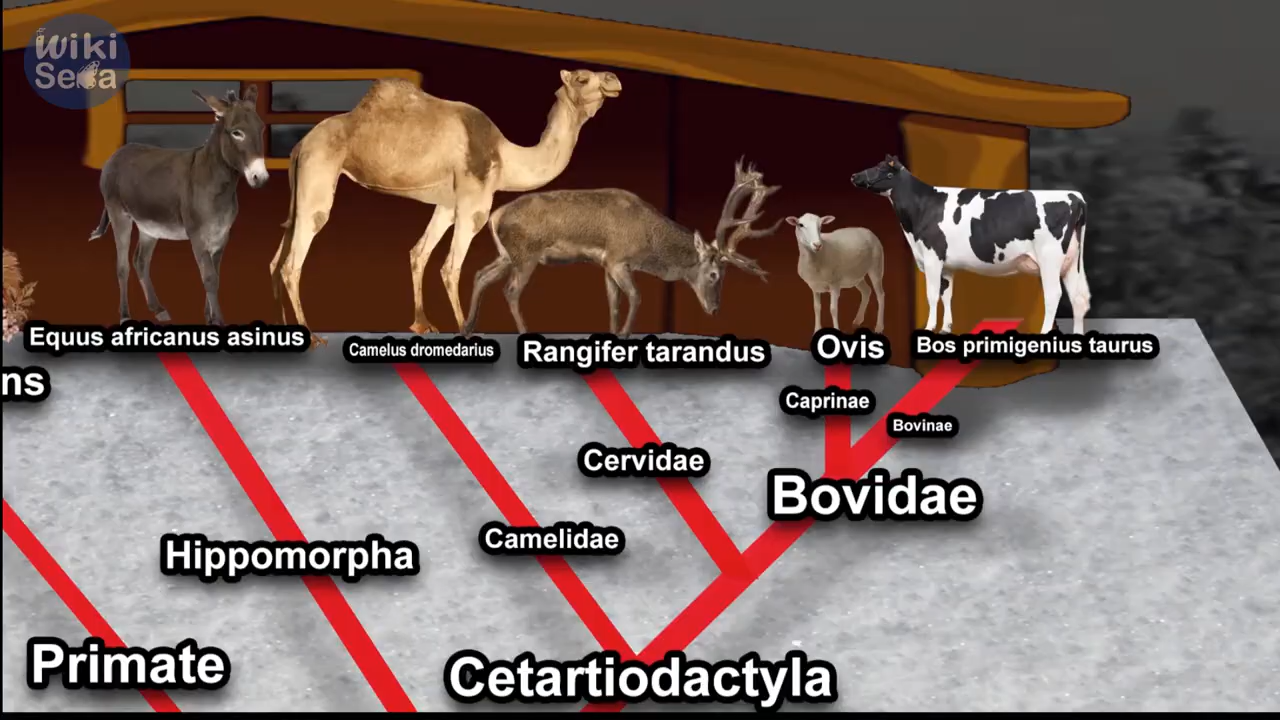 Wiki
Seba
Equus africanus asinus
Camelus dromedarius
Rangifer tarandus
Ovis
Bos primigenius taurus
ns
Caprinae
Bovinae
Cervidae
Bovidae
Camelidae
Hippomorpha
Primate
Cetartiodactyla